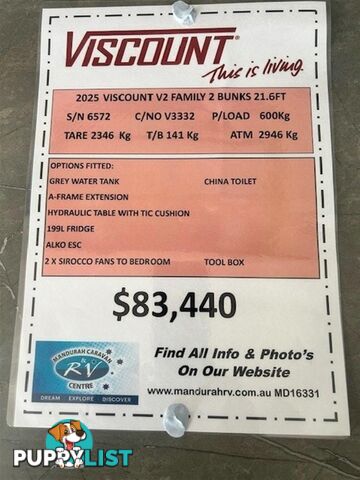 VISCOUNT®
This is living.
2025 VISCOUNT V2 FAMILY 2 BUNKS 21.6FT
S/N 6572 C/NO V3332 P/LOAD 600Kg
TARE 2346 Kg T/B 141 Kg ATM 2946 Kg
OPTIONS FITTED:
GREY WATER TANK CHINA TOILET
A-FRAME EXTENSION
HYDRAULIC TABLE WITH TIC CUSHION
199L FRIDGE
ALKO ESC
2 X SIROCCO FANS TO BEDROOM TOOL BOX
$83,440
MANDURAH CARAVAN
&
RV
CENTRE
DREAM EXPLORE DISCOVER
Find All Info & Photo's
On Our Website
www.mandurahrv.com.au MD16331
PUPPYLIST